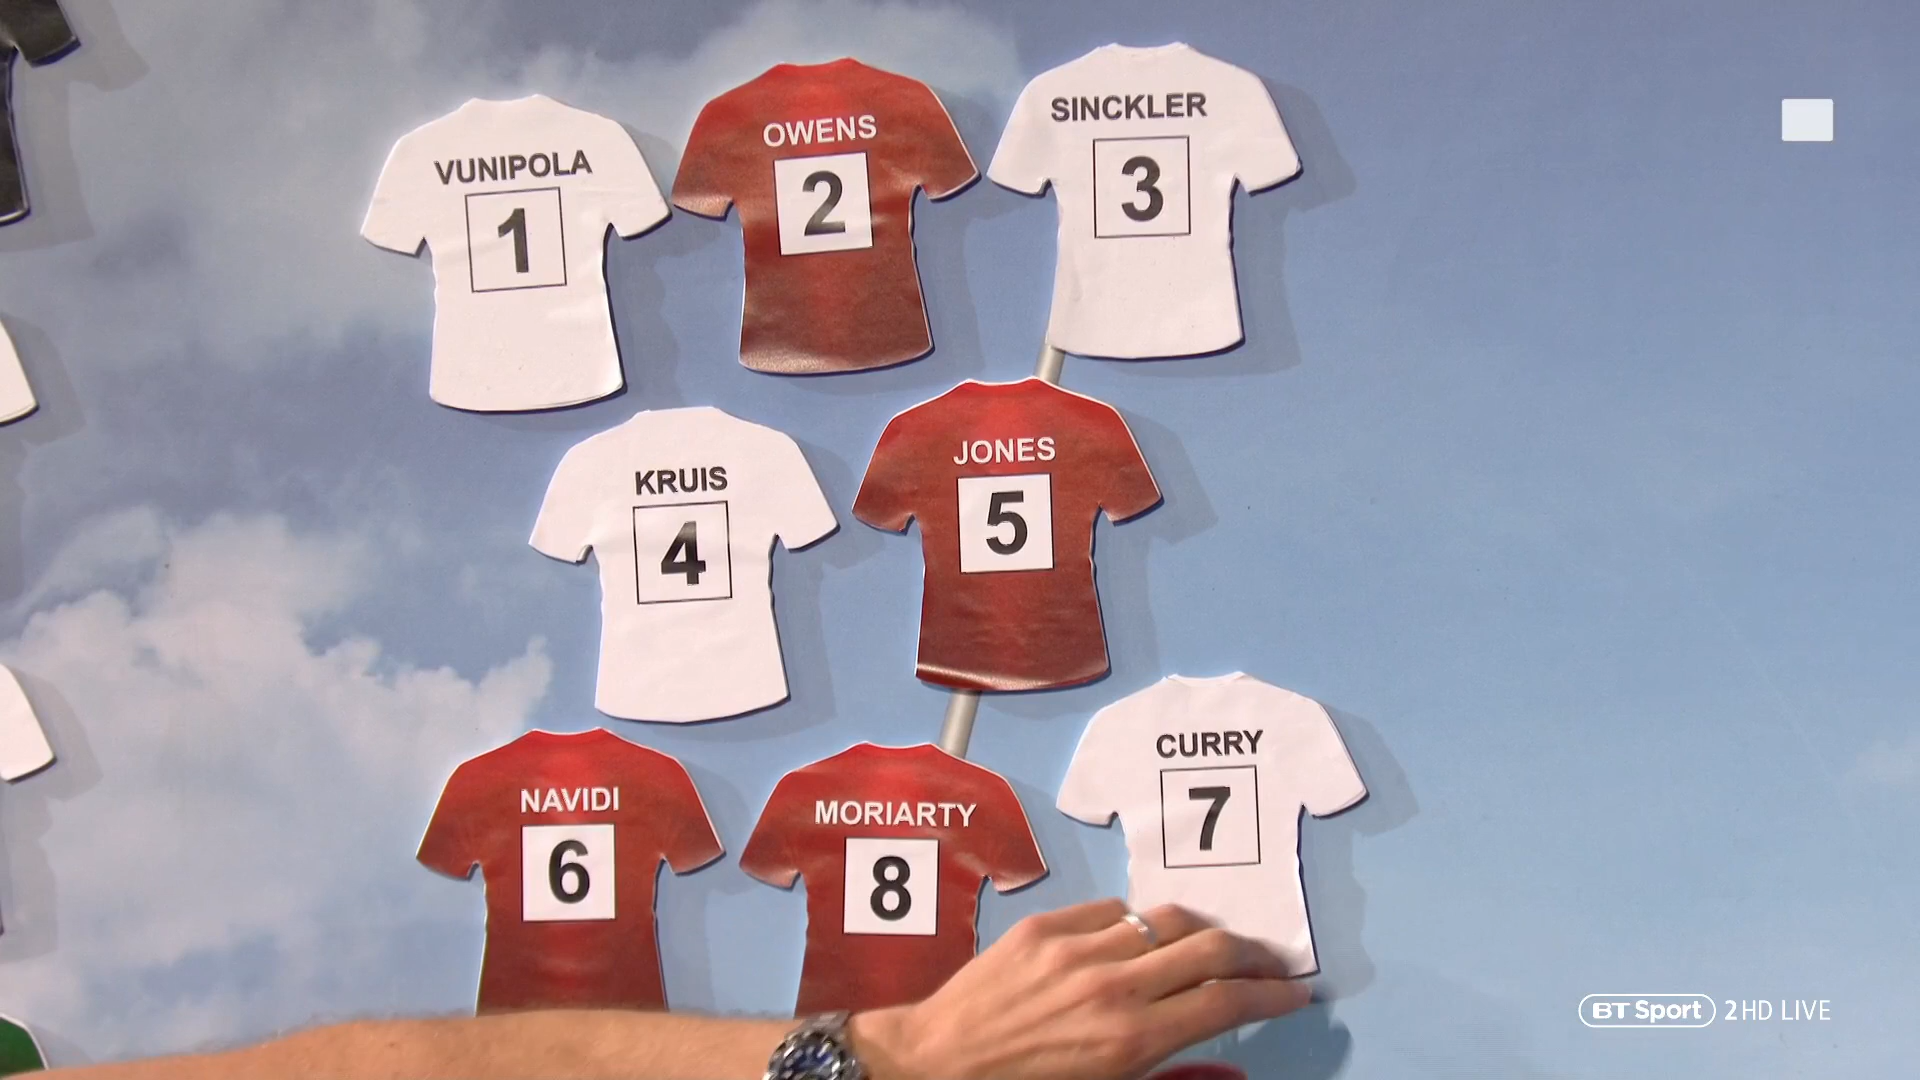 VUNIPOLA
1
OWENS
2
SINCKLER
3
KRUIS
4
JONES
5
NAVIDI
6
MORIARTY
8
CURRY
7
BT Sport 2HD LIVE